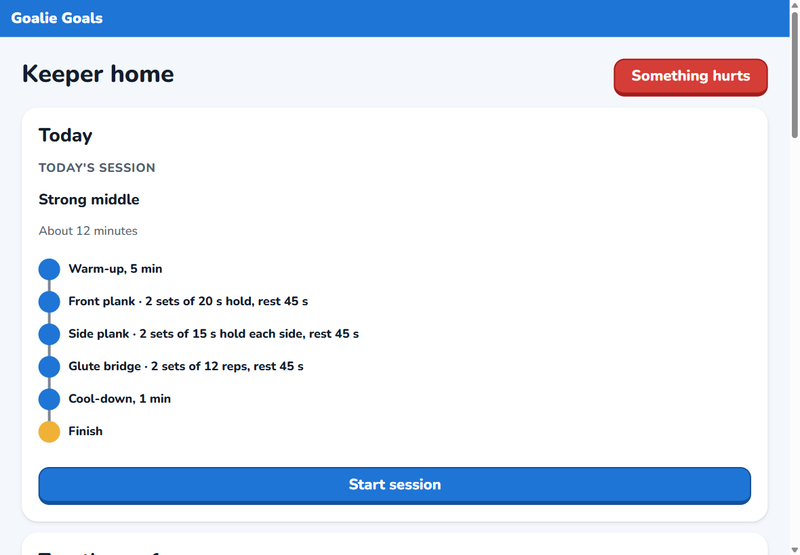 Goalie Goals
Keeper home
Something hurts
Today
TODAY'S SESSION
Strong middle
About 12 minutes
Warm-up, 5 min
Front plank · 2 sets of 20 s hold, rest 45 s
Side plank · 2 sets of 15 s hold each side, rest 45 s
Glute bridge · 2 sets of 12 reps, rest 45 s
Cool-down, 1 min
Finish
Start session